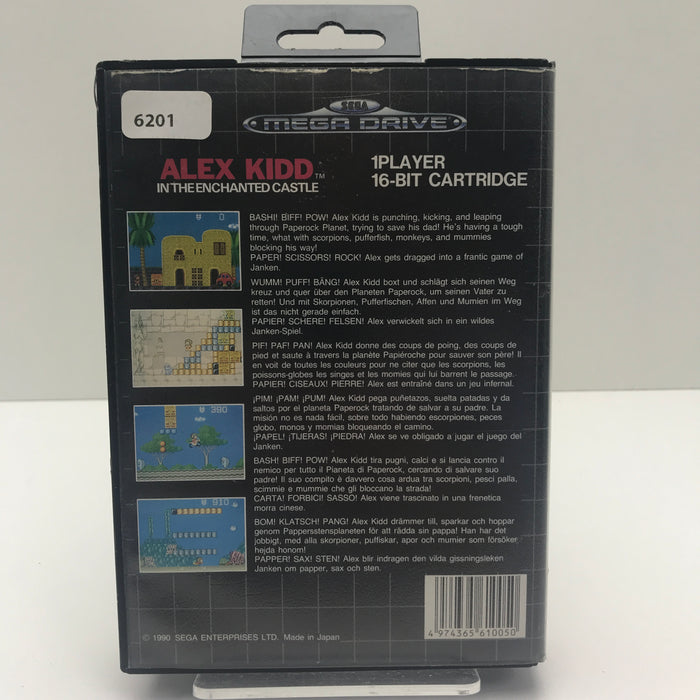 6201
SEGA
MEGA DRIVE
ALEX KIDD TM
IN THE ENCHANTED CASTLE
1PLAYER
16-BIT CARTRIDGE
BASH! BIFF! POW! Alex Kidd is punching, kicking, and leaping
through Paperock Planet, trying to save his dad! He's having a tough
time, what with scorpions, pufferfish, monkeys, and mummies
blocking his way!
PAPER! SCISSORS! ROCK! Alex gets dragged into a frantic game of
Janken.
WUMM! PUFF! BÄNG! Alex Kidd boxt und schlägt sich seinen Weg
kreuz und quer über den Planeten Paperock, um seinen Vater zu
retten! Und mit Skorpionen, Pufferfischen, Affen und Mumien im Weg
ist das nicht gerade einfach.
PAPIER! SCHERE! FELSEN! Alex verwickelt sich in ein wildes
Janken-Spiel.
PIF! PAF! PAN! Alex Kidd donne des coups de poing, des coups de
pied et saute à travers la planète Papiéroche pour sauver son père! Il
en voit de toutes les couleurs pour ne citer que les scorpions, les
poissons-globes les singes et les momies qui lui barrent le passage.
PAPIER! CISEAUX! PIERRE! Alex est entraîné dans un jeu infernal.
¡PIM! ¡PAM! ¡PUM! Alex Kidd pega puñetazos, suelta patadas y da
saltos por el planeta Paperock tratando de salvar a su padre. La
misión no es nada fácil, sobre todo habiendo escorpiones, peces
globo, monos y momias bloqueando el camino.
¡PAPEL! ¡TIJERAS! ¡PIEDRA! Alex se ve obligado a jugar el juego del
Janken.
BASH! BIFF! POW! Alex Kidd tira pugni, calci e si lancia contro il
nemico per tutto il Pianeta di Paperock, cercando di salvare suo
padre! Il suo compito è davvero cosa ardua tra scorpioni, pesci palla,
scimmie e mummie che gli bloccano la strada!
CARTA! FORBICI! SASSO! Alex viene trascinato in una frenetica
morra cinese.
BOM! KLATSCH! PANG! Alex Kidd drämmer till, sparkar och hoppar
genom Pappersstensplaneten för att rädda sin pappa! Han har det
jobbigt, med alla skorpioner, puffiskar, apor och mumier som försöker
hejda honom!
PAPPER! SAX! STEN! Alex blir indragen den vilda gissningsleken
Janken om papper, sax och sten.
0
390
910
4 974365 610050
© 1990 SEGA ENTERPRISES LTD. Made in Japan